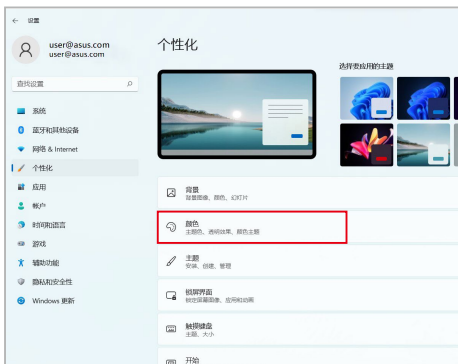 ← 设置
user@asus.com
user@asus.com
查找设置
系统
蓝牙和其他设备
网络 & Internet
个性化
应用
帐户
时间和语言
游戏
辅助功能
隐私和安全性
Windows 更新
个性化
选择要应用的主题
背景
背景图像、颜色、幻灯片
颜色
主题色、透明效果、颜色主题
主题
安装、创建、管理
锁屏界面
锁定屏幕图像、应用和动画
触摸键盘
主题、大小
开始